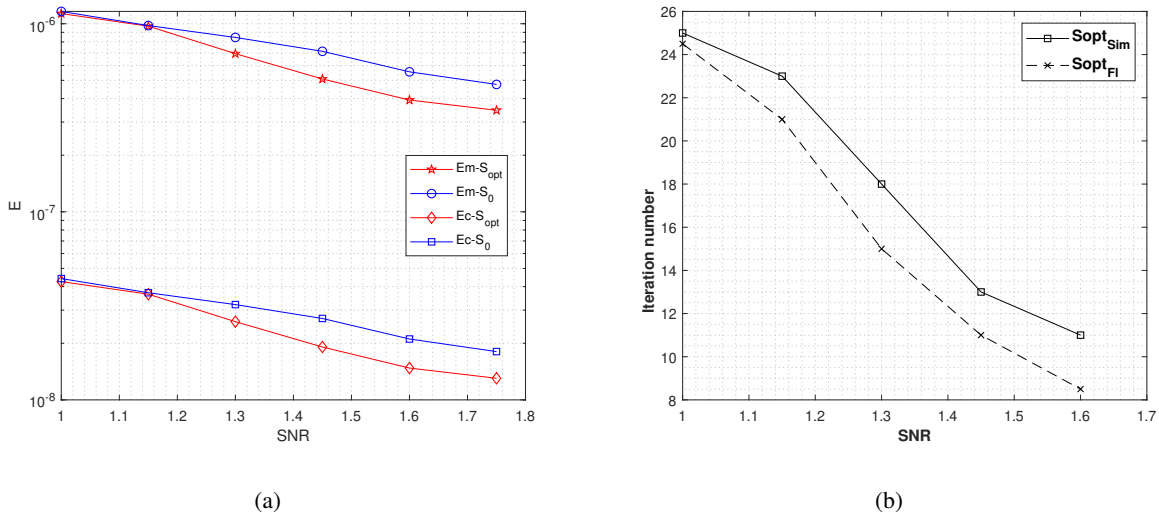 10^-6
10^-7
10^-8
E
Em-S_opt
Em-S_0
Ec-S_opt
Ec-S_0
1 1.1 1.2 1.3 1.4 1.5 1.6 1.7 1.8
SNR
(a)
26
24
22
20
18
16
14
12
10
8
Iteration number
Sopt_Sim
Sopt_FI
1 1.1 1.2 1.3 1.4 1.5 1.6 1.7
SNR
(b)